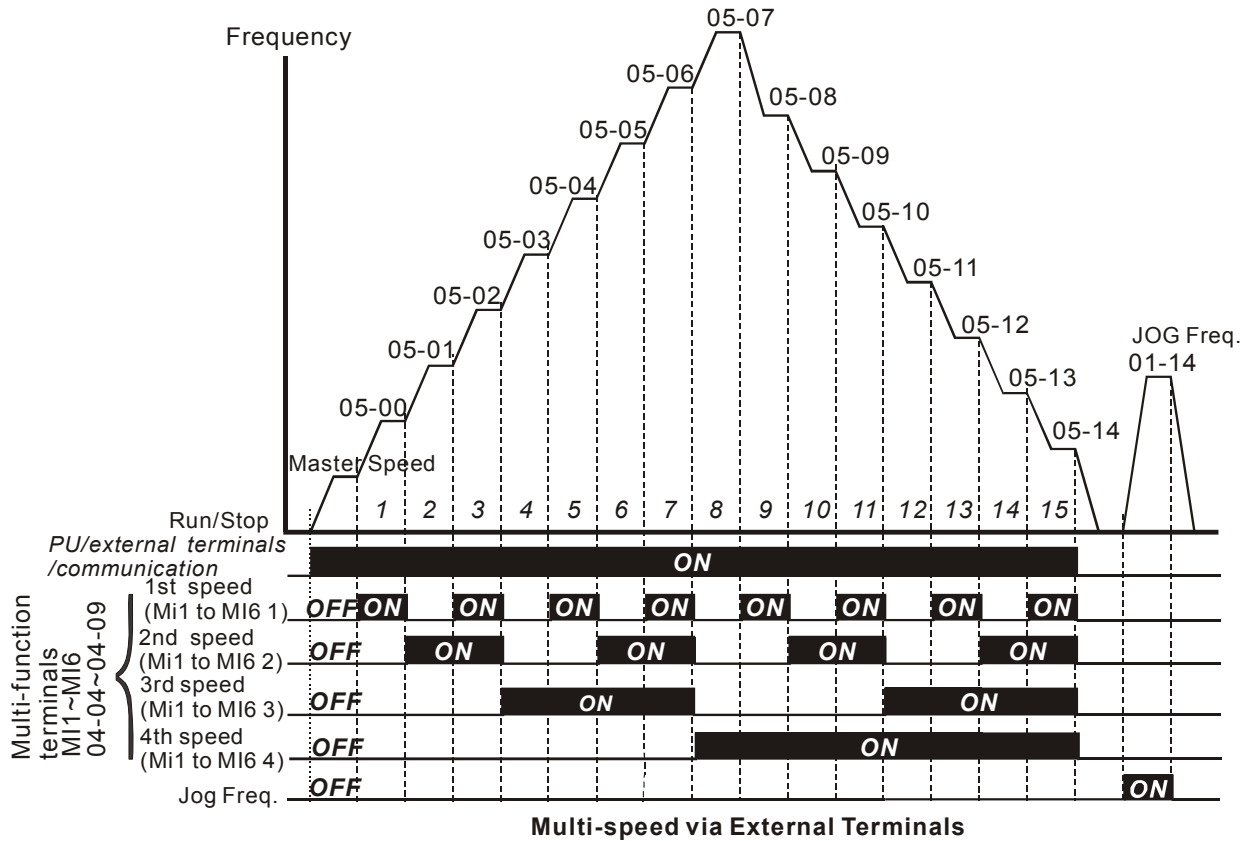 Frequency
05-07
05-06
05-08
05-05
05-09
05-04
05-10
05-03
05-11
05-02
05-12
05-01
05-13
05-00
05-14
JOG Freq.
01-14
Master Speed
1 2 3 4 5 6 7 8 9 10 11 12 13 14 15
Run/Stop
PU/external terminals
/communication
ON
Multi-function
terminals
MI1~MI6
04-04~04-09
1st speed
(Mi1 to MI6 1)
OFF ON ON ON ON ON ON ON ON
2nd speed
(Mi1 to MI6 2)
OFF ON ON ON ON
3rd speed
(Mi1 to MI6 3)
OFF ON ON
4th speed
(Mi1 to MI6 4)
OFF ON
Jog Freq.
OFF ON
Multi-speed via External Terminals